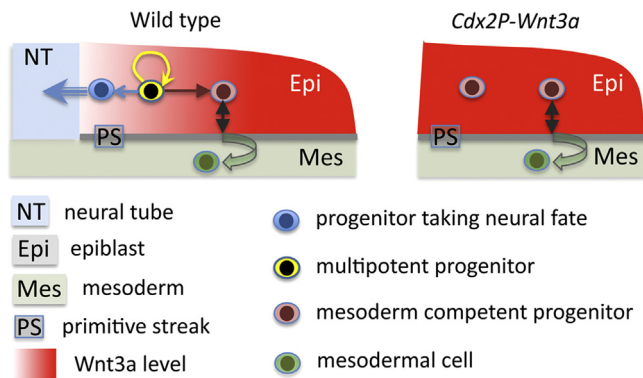 Wild type
Cdx2P-Wnt3a
NT
Epi
Epi
PS
PS
Mes
Mes
NT neural tube
Epi epiblast
Mes mesoderm
PS primitive streak
Wnt3a level
progenitor taking neural fate
multipotent progenitor
mesoderm competent progenitor
mesodermal cell